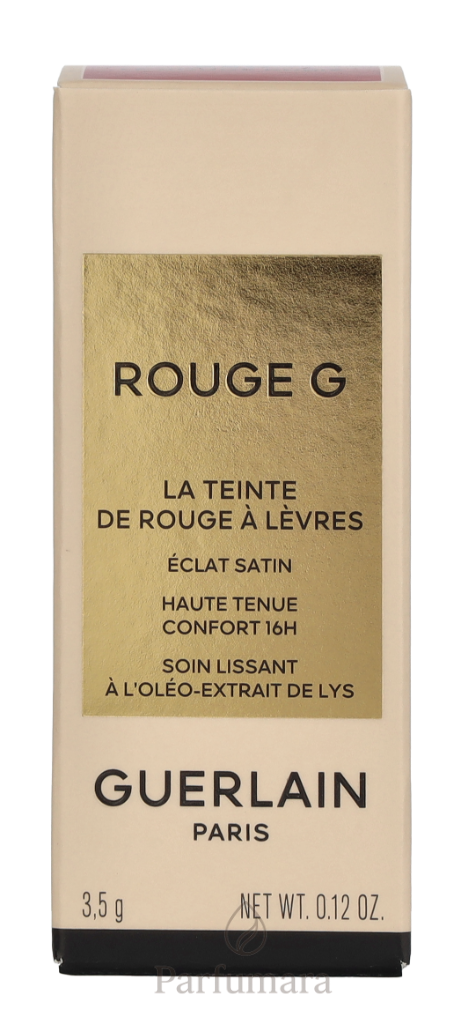 ROUGE G
LA TEINTE
DE ROUGE À LÈVRES
ÉCLAT SATIN
HAUTE TENUE
CONFORT 16H
SOIN LISSANT
À L'OLÉO-EXTRAIT DE LYS
GUERLAIN
PARIS
3,5 g NET WT. 0.12 OZ.
Parfumara